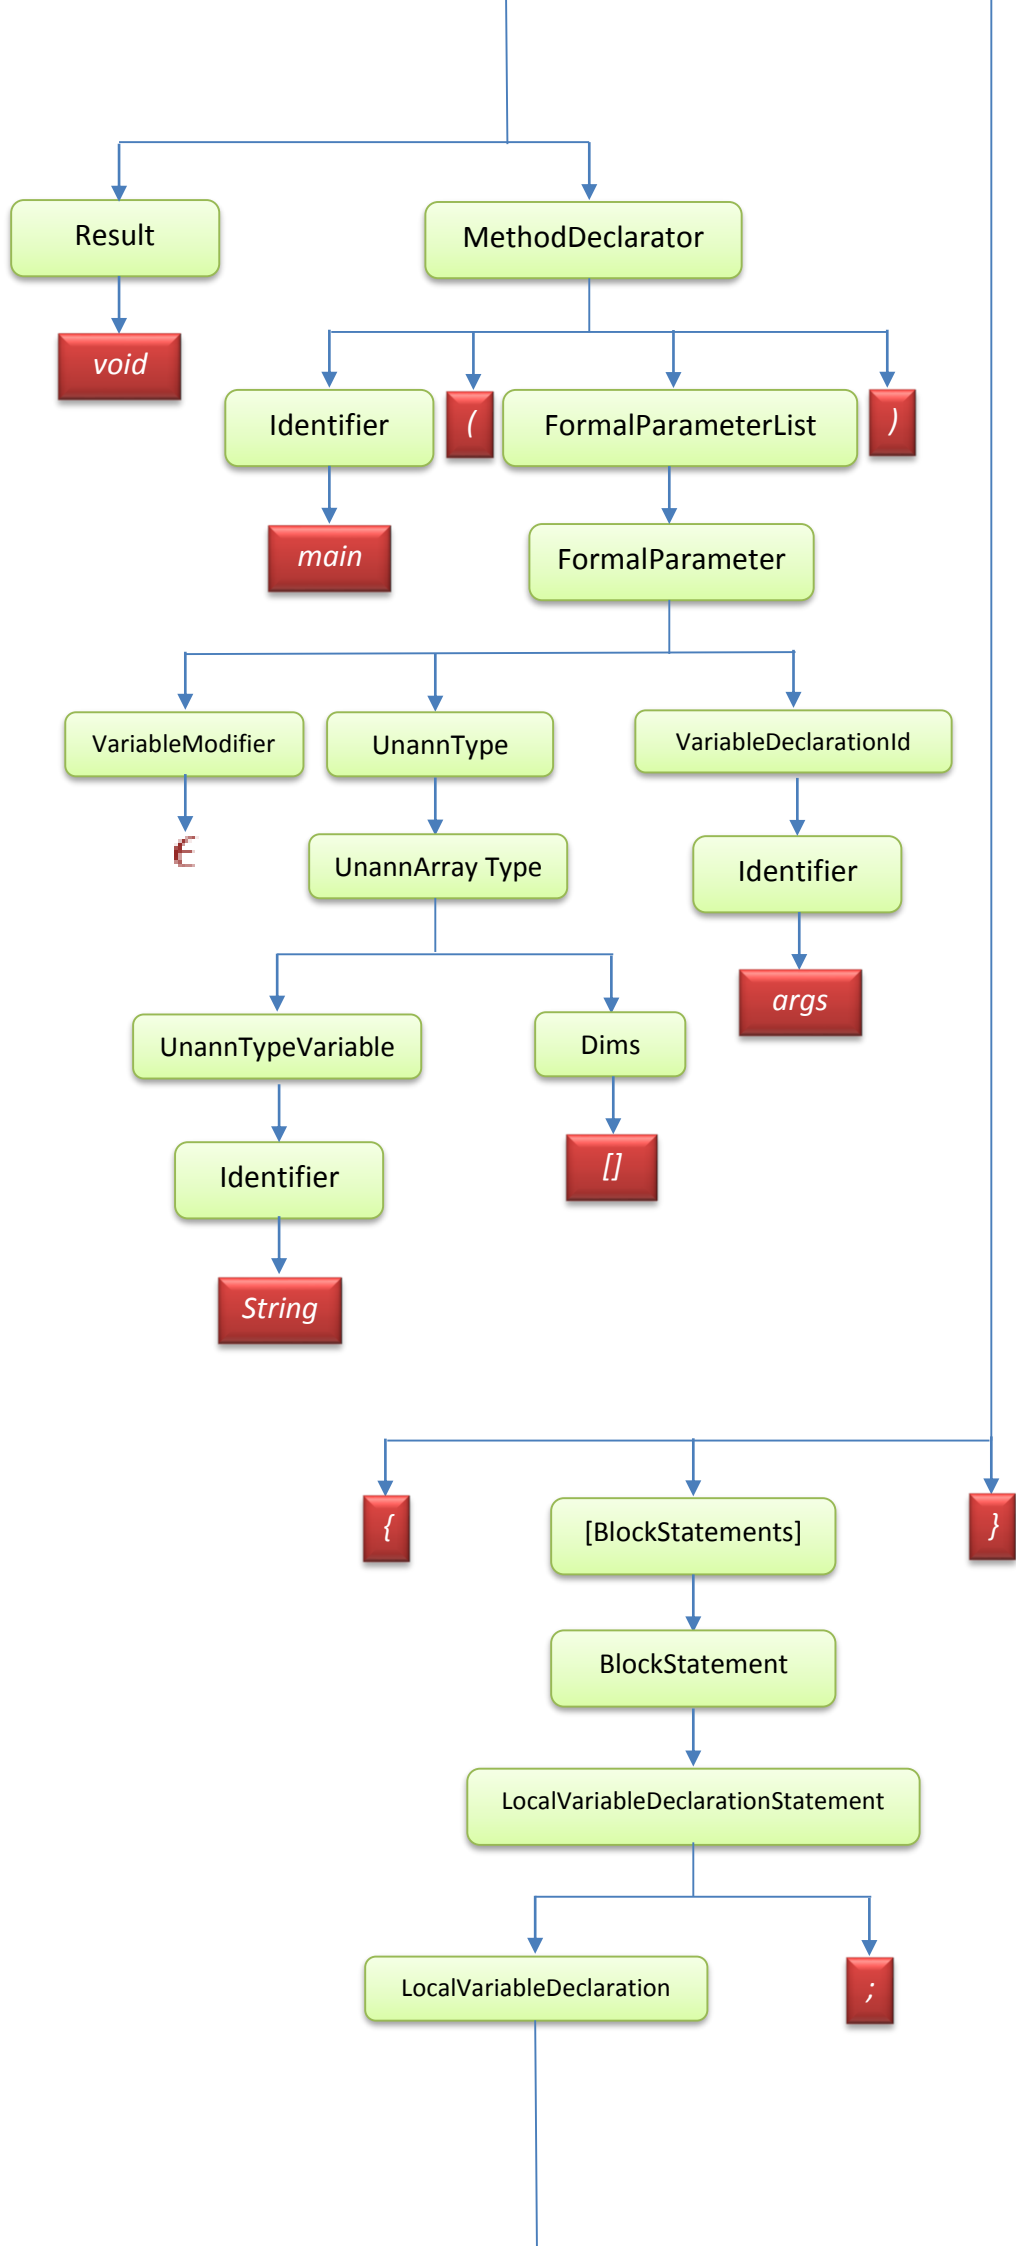 Result
MethodDeclarator
void
Identifier
(
FormalParameterList
)
main
FormalParameter
VariableModifier
UnannType
VariableDeclarationId
€
UnannArray Type
Identifier
args
UnannTypeVariable
Dims
Identifier
[]
String
{
[BlockStatements]
}
BlockStatement
LocalVariableDeclarationStatement
LocalVariableDeclaration
;